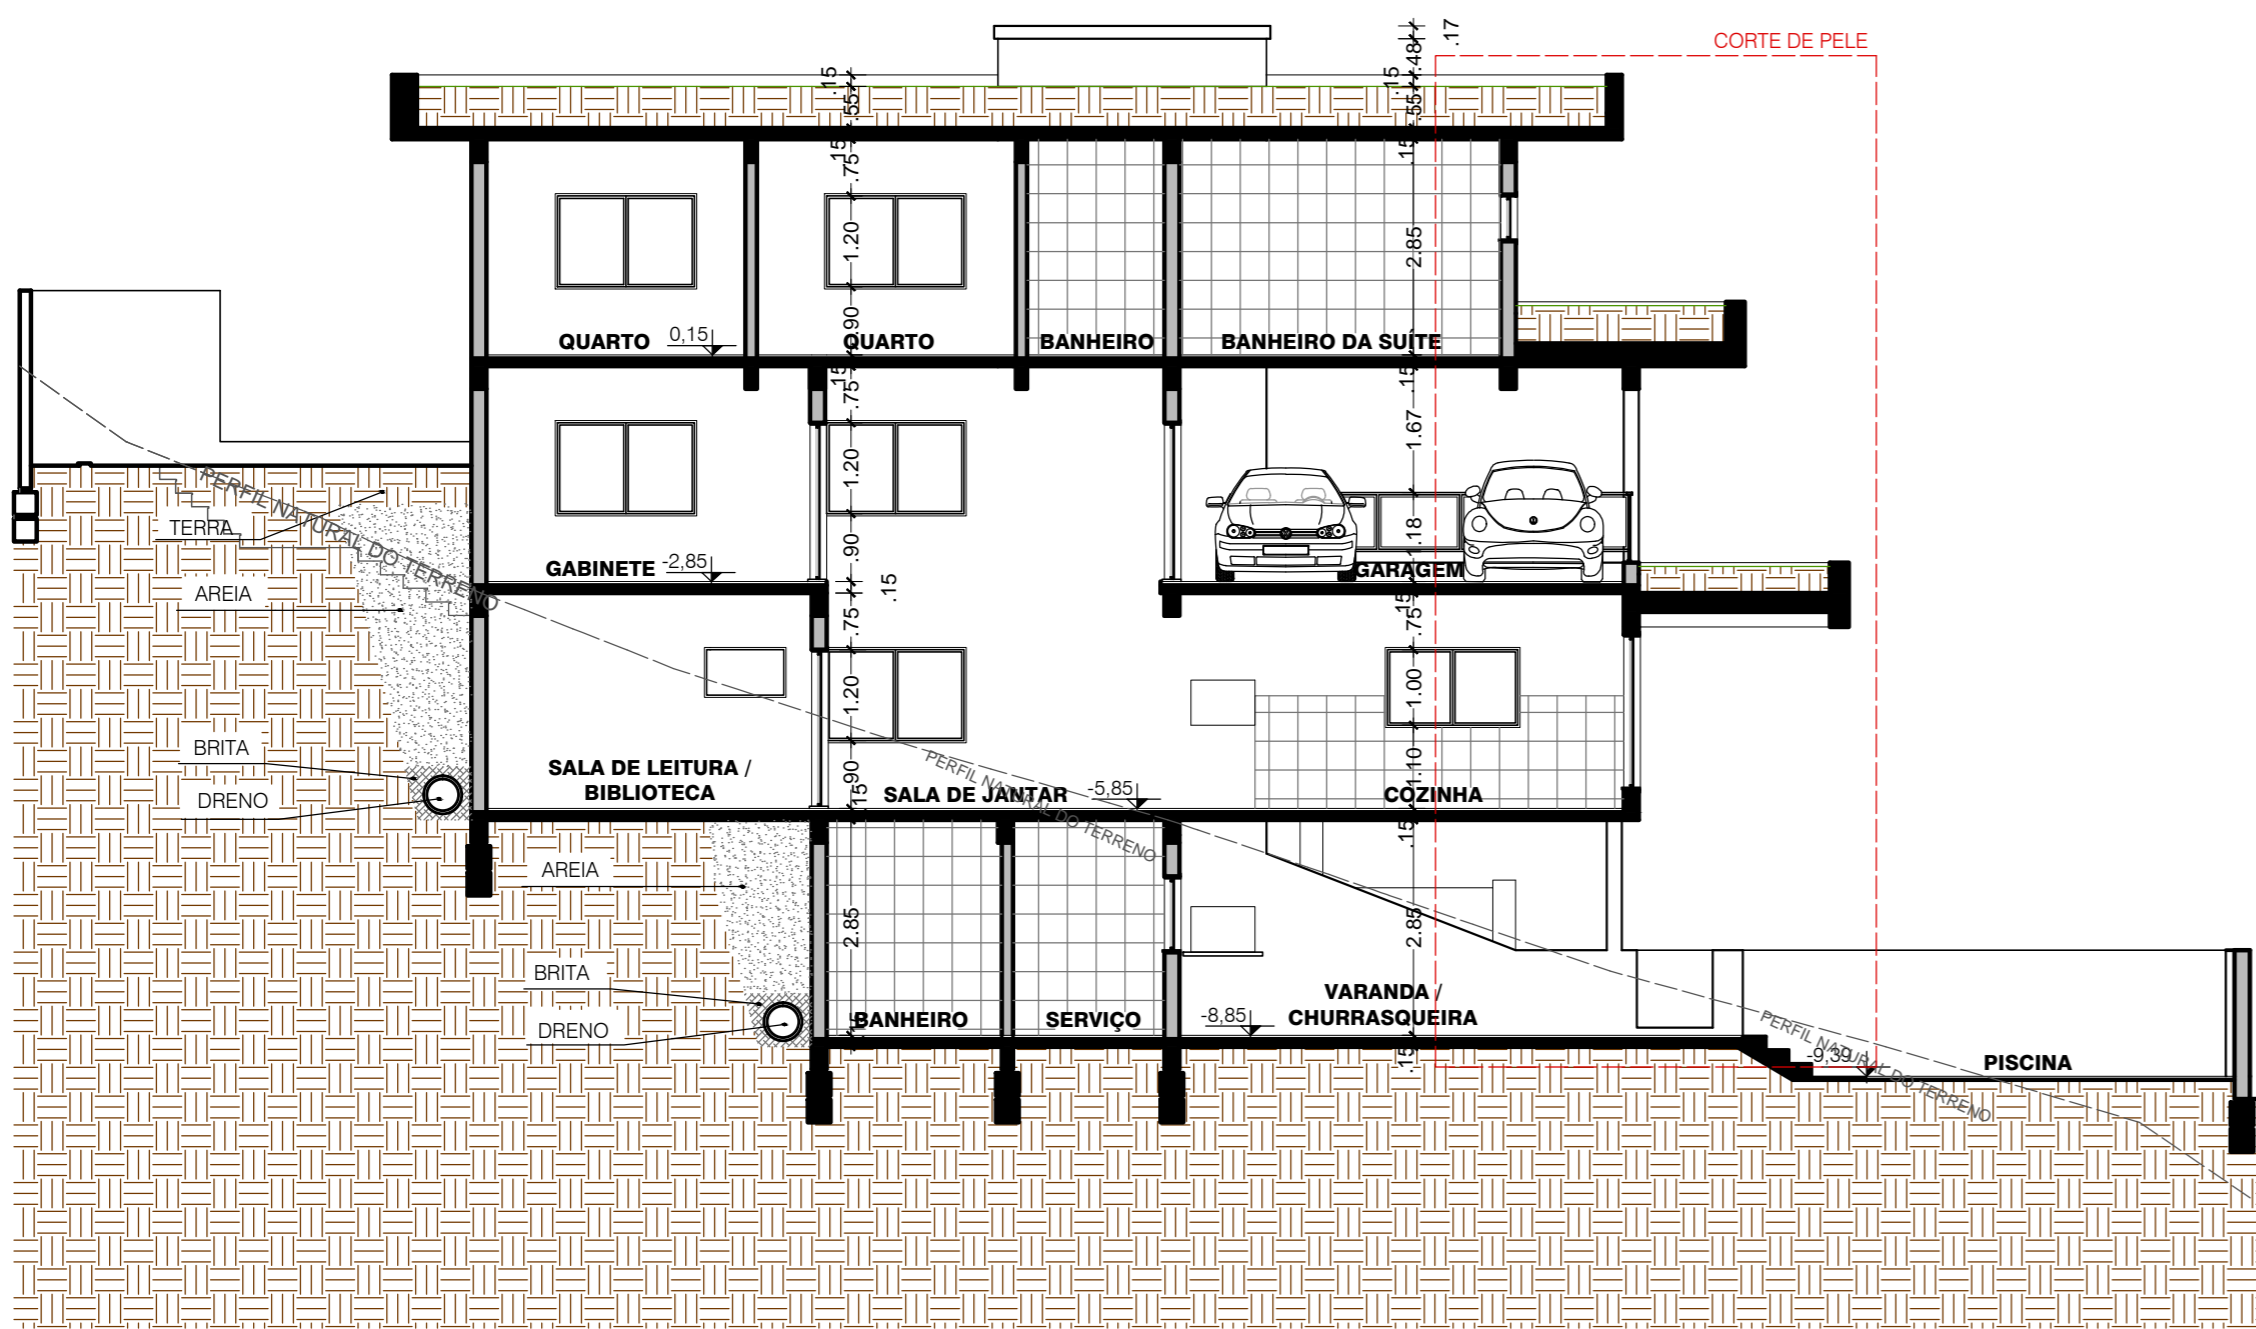 .17
CORTE DE PELE
.48
.15
.15
.55
.55
.15
.75
.15
1.20
2.85
.90
QUARTO
0,15
QUARTO
BANHEIRO
BANHEIRO DA SUÍTE
.15
.75
.15
1.67
1.20
PERFIL NATURAL DO TERRENO
TERRA
.90
1.18
GABINETE
-2,85
GARAGEM
.15
AREIA
.15
.75
.75
1.20
1.00
BRITA
SALA DE LEITURA /
BIBLIOTECA
PERFIL NATURAL DO TERRENO
.90
1.10
DRENO
.15
SALA DE JANTAR
-5,85
COZINHA
.15
AREIA
2.85
2.85
BRITA
VARANDA /
CHURRASQUEIRA
DRENO
BANHEIRO
SERVIÇO
-8,85
.15
.15
PERFIL NATURAL DO TERRENO
-9,39
PISCINA